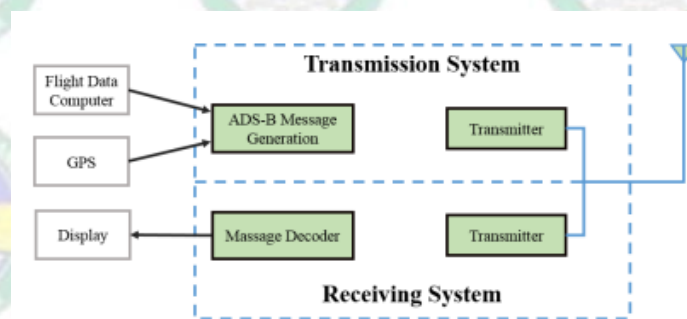 Transmission System
Flight Data
Computer
ADS-B Message
Generation
Transmitter
GPS
Display
Massage Decoder
Transmitter
Receiving System